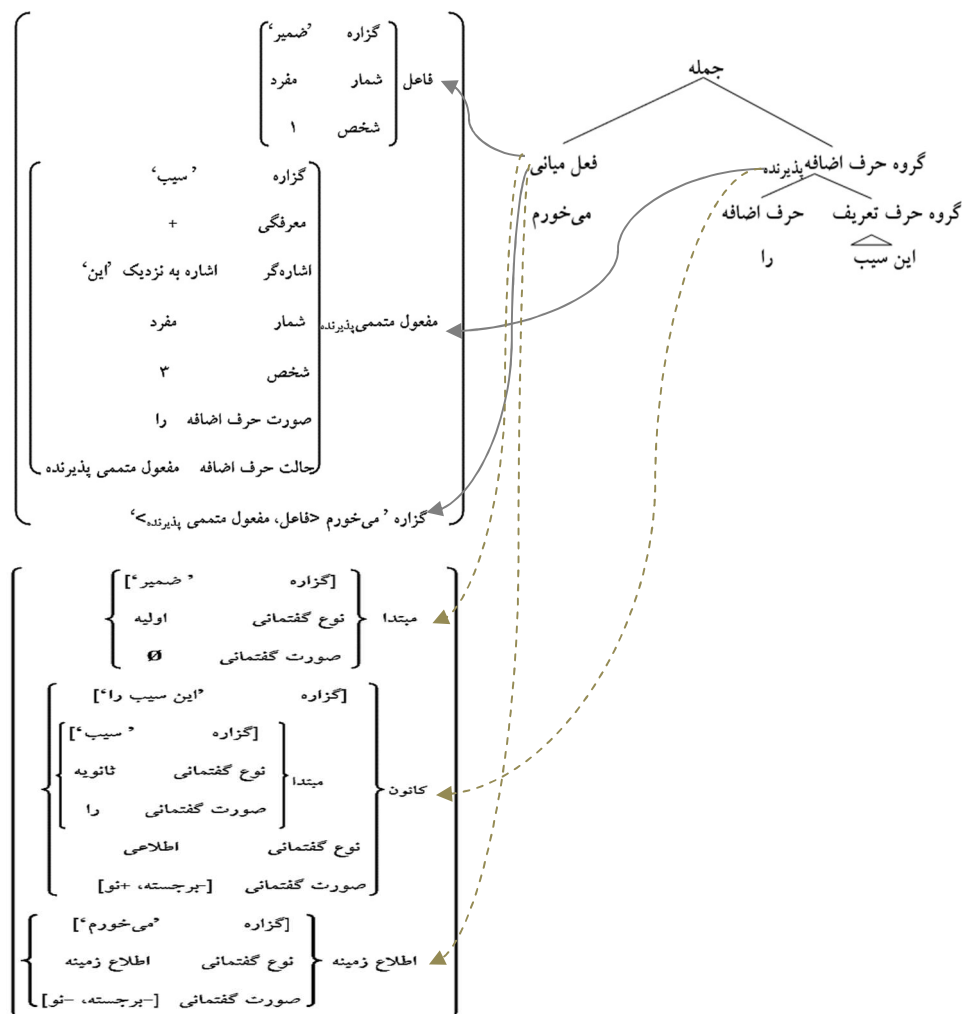 جمله
گروه حرف اضافه پذیرنده فعل میانی
گروه حرف تعریف حرف اضافه می‌خورم
این سیب را
گزاره ’ضمیر‘
فاعل شمار مفرد
شخص ۱
گزاره ’سیب‘
معرفگی +
اشاره‌گر اشاره به نزدیک ’این‘
مفعول متممی پذیرنده شمار مفرد
شخص ۳
صورت حرف اضافه را
حالت حرف اضافه مفعول متممی پذیرنده
گزاره ’می‌خورم <فاعل، مفعول متممی پذیرنده>‘
[گزاره ’ضمیر‘]
مبتدا نوع گفتمانی اولیه
صورت گفتمانی Ø
[گزاره ’این سیب را‘]
[گزاره ’سیب‘]
کانون مبتدا نوع گفتمانی ثانویه
صورت گفتمانی را
نوع گفتمانی اطلاعی
صورت گفتمانی [–برجسته، +نو]
[گزاره ’می‌خورم‘]
اطلاع زمینه نوع گفتمانی اطلاع زمینه
صورت گفتمانی [–برجسته، –نو]